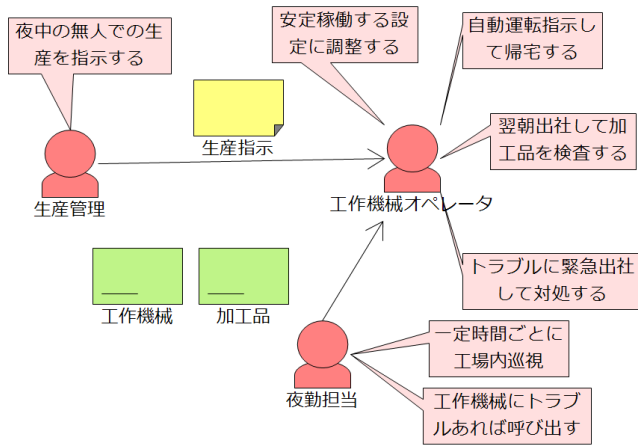 夜中の無人での生
産を指示する
安定稼働する設
定に調整する
自動運転指示し
て帰宅する
生産指示
翌朝出社して加
工品を検査する
生産管理
工作機械オペレータ
トラブルに緊急出社
して対処する
工作機械
加工品
一定時間ごとに
工場内巡視
夜勤担当
工作機械にトラブ
ルあれば呼び出す